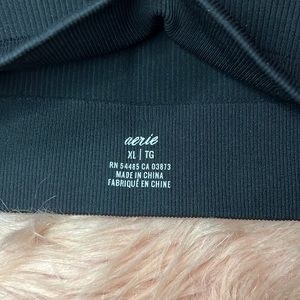 aerie
XL | TG
RN 54485 CA 03873
MADE IN CHINA
FABRIQUÉ EN CHINE